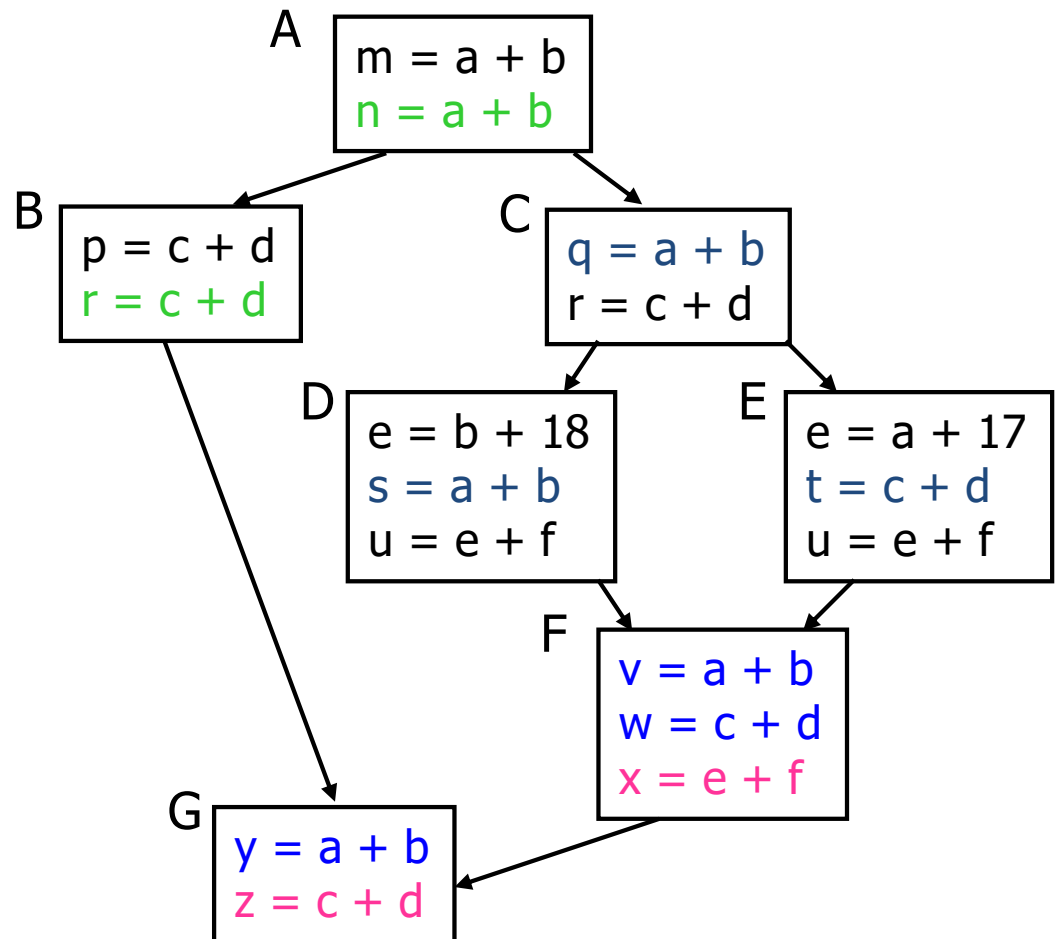 A
m = a + b
n = a + b
B
p = c + d
r = c + d
C
q = a + b
r = c + d
D
e = b + 18
s = a + b
u = e + f
E
e = a + 17
t = c + d
u = e + f
F
v = a + b
w = c + d
x = e + f
G
y = a + b
z = c + d